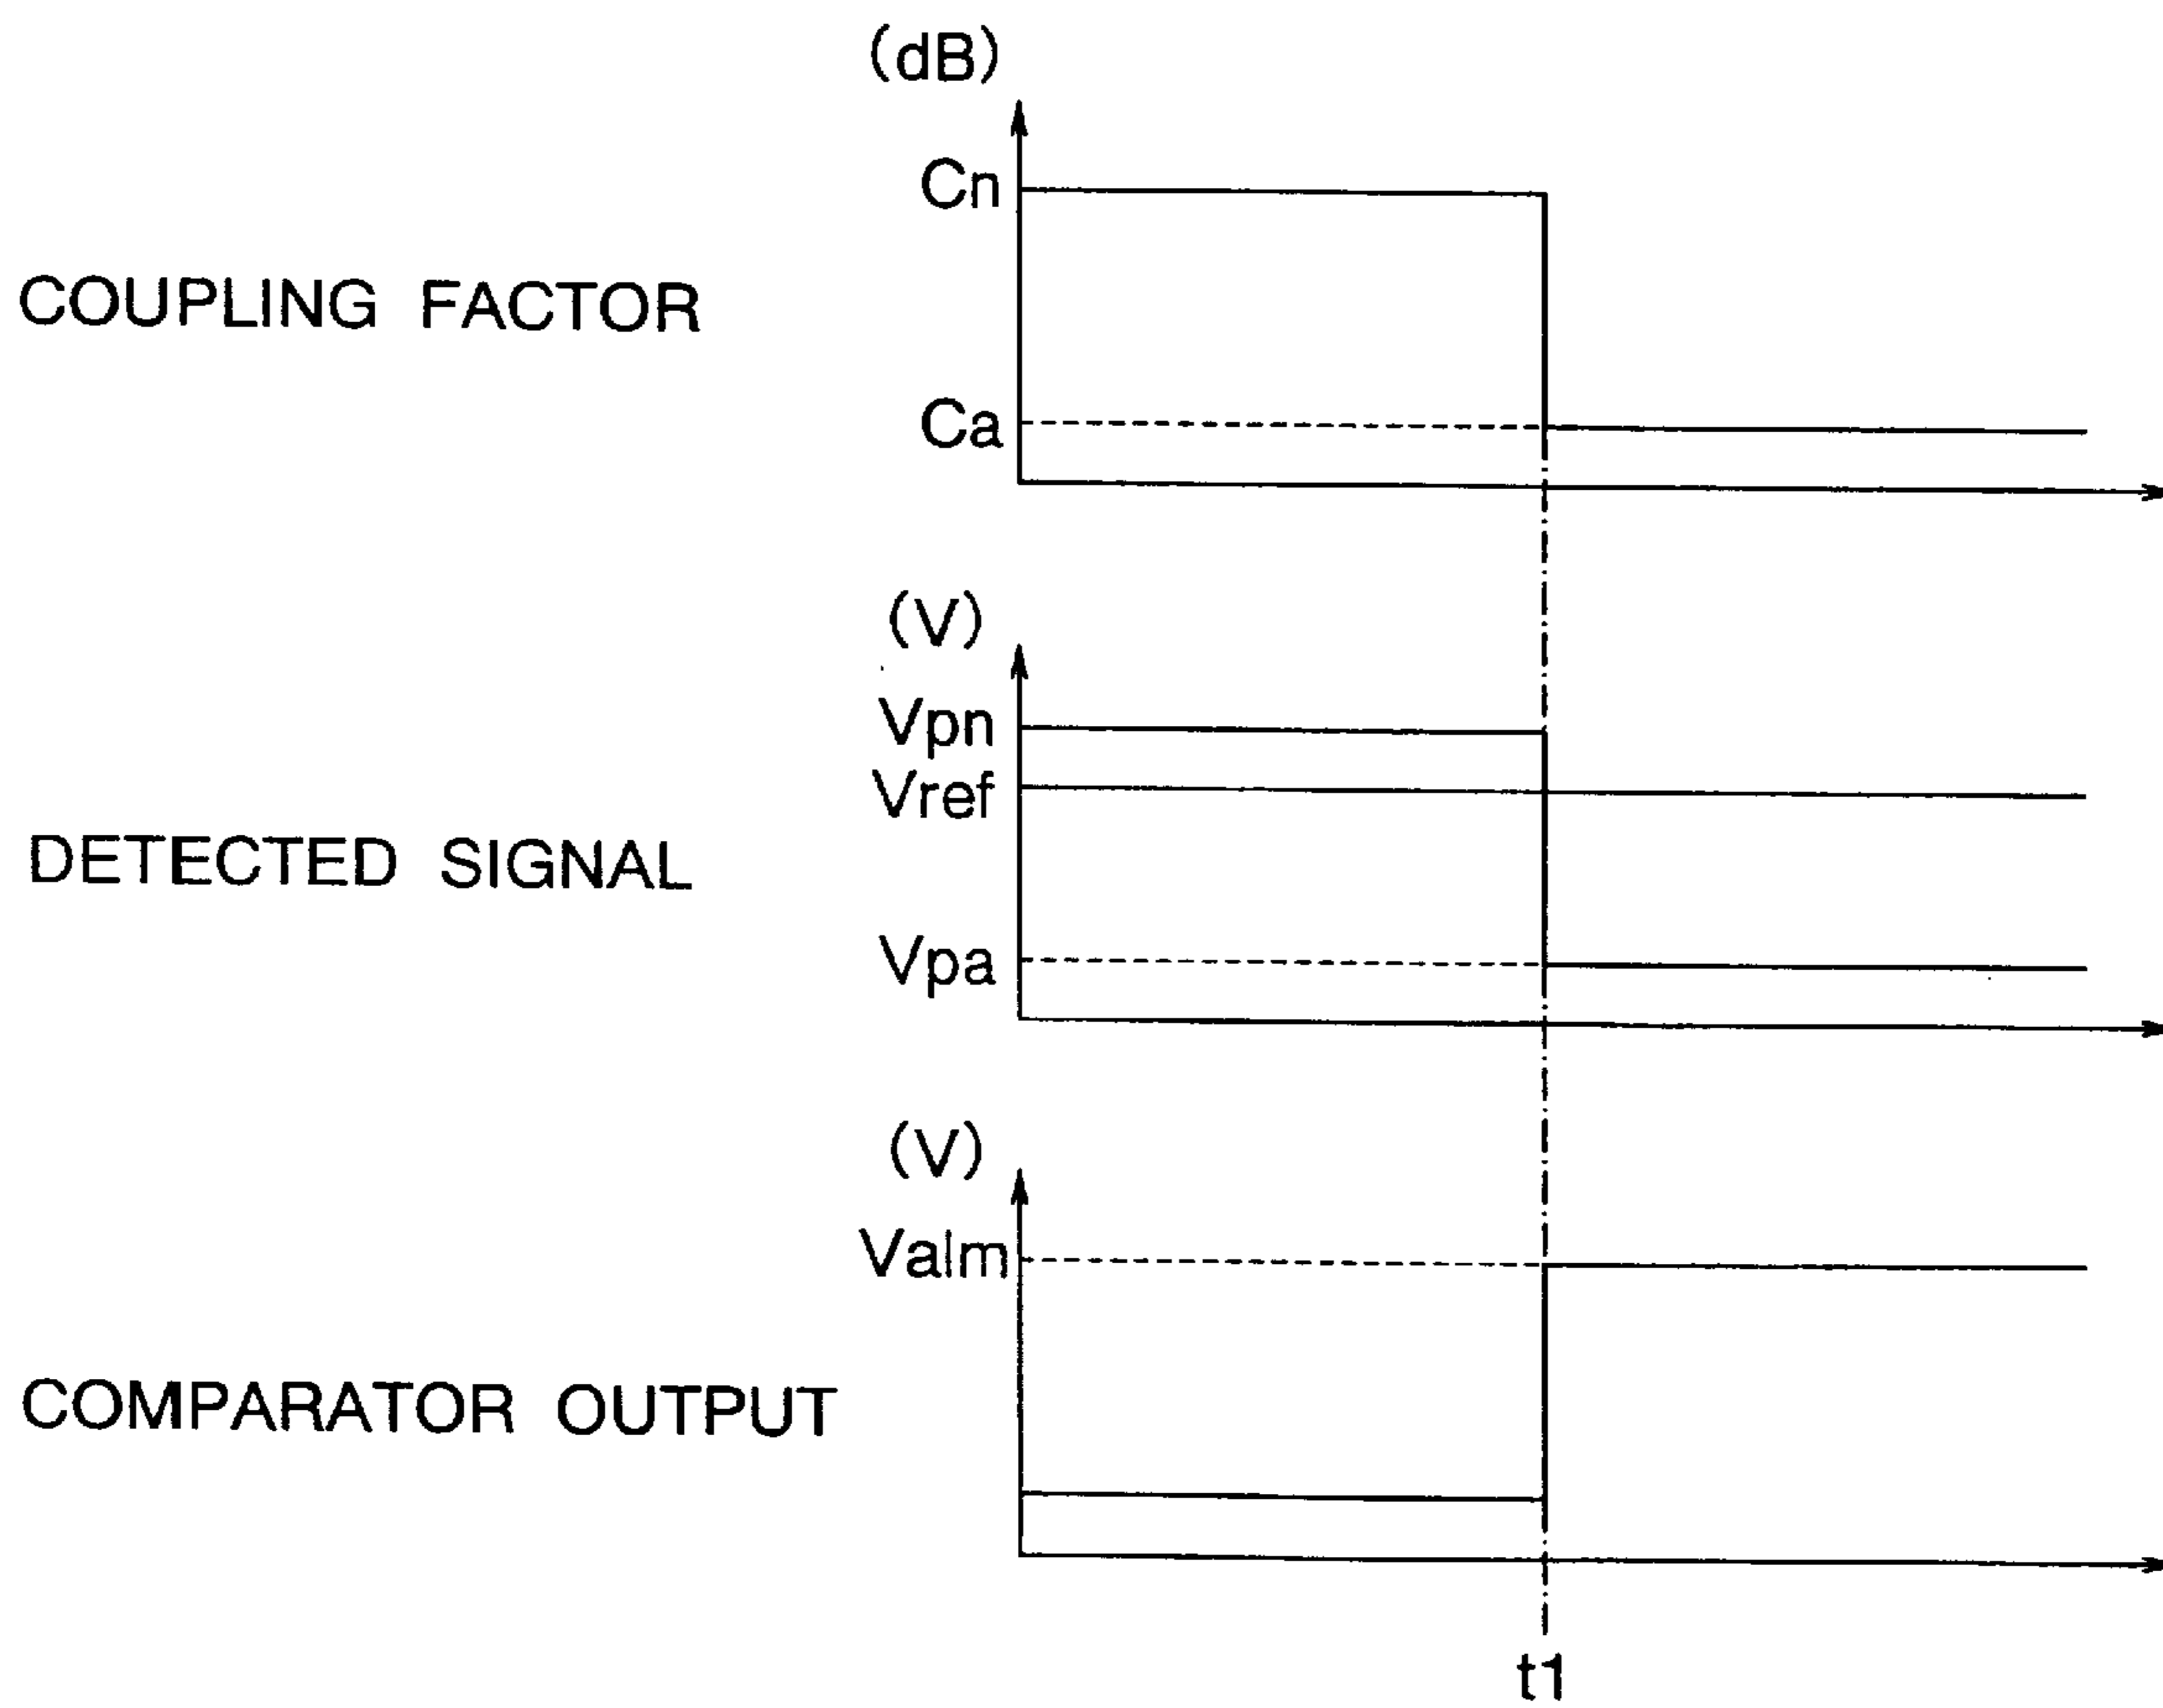 (dB)
Cn
COUPLING FACTOR
Ca
(V)
Vpn
Vref
DETECTED SIGNAL
Vpa
(V)
Valm
COMPARATOR OUTPUT
t1